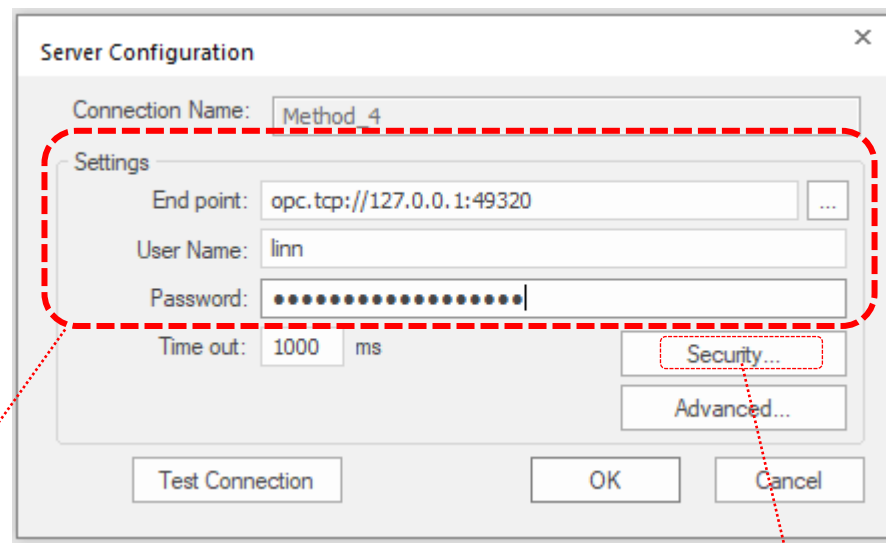 Server Configuration
Connection Name: Method_4
Settings
End point: opc.tcp://127.0.0.1:49320 ...
User Name: linn
Password: ●●●●●●●●●●●●●●●●●●
Time out: 1000 ms
Security...
Advanced...
Test Connection OK Cancel